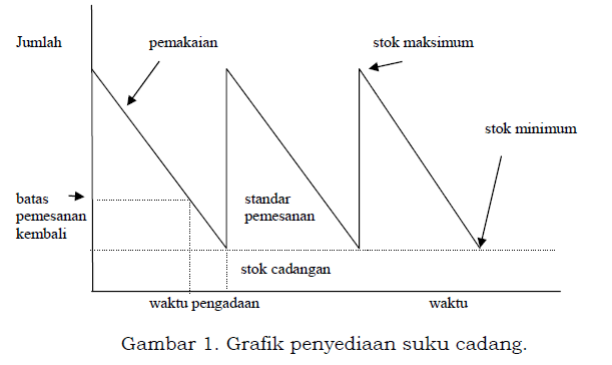 Jumlah
pemakaian
stok maksimum
stok minimum
batas
pemesanan
kembali
standar
pemesanan
stok cadangan
waktu pengadaan
waktu
Gambar 1. Grafik penyediaan suku cadang.